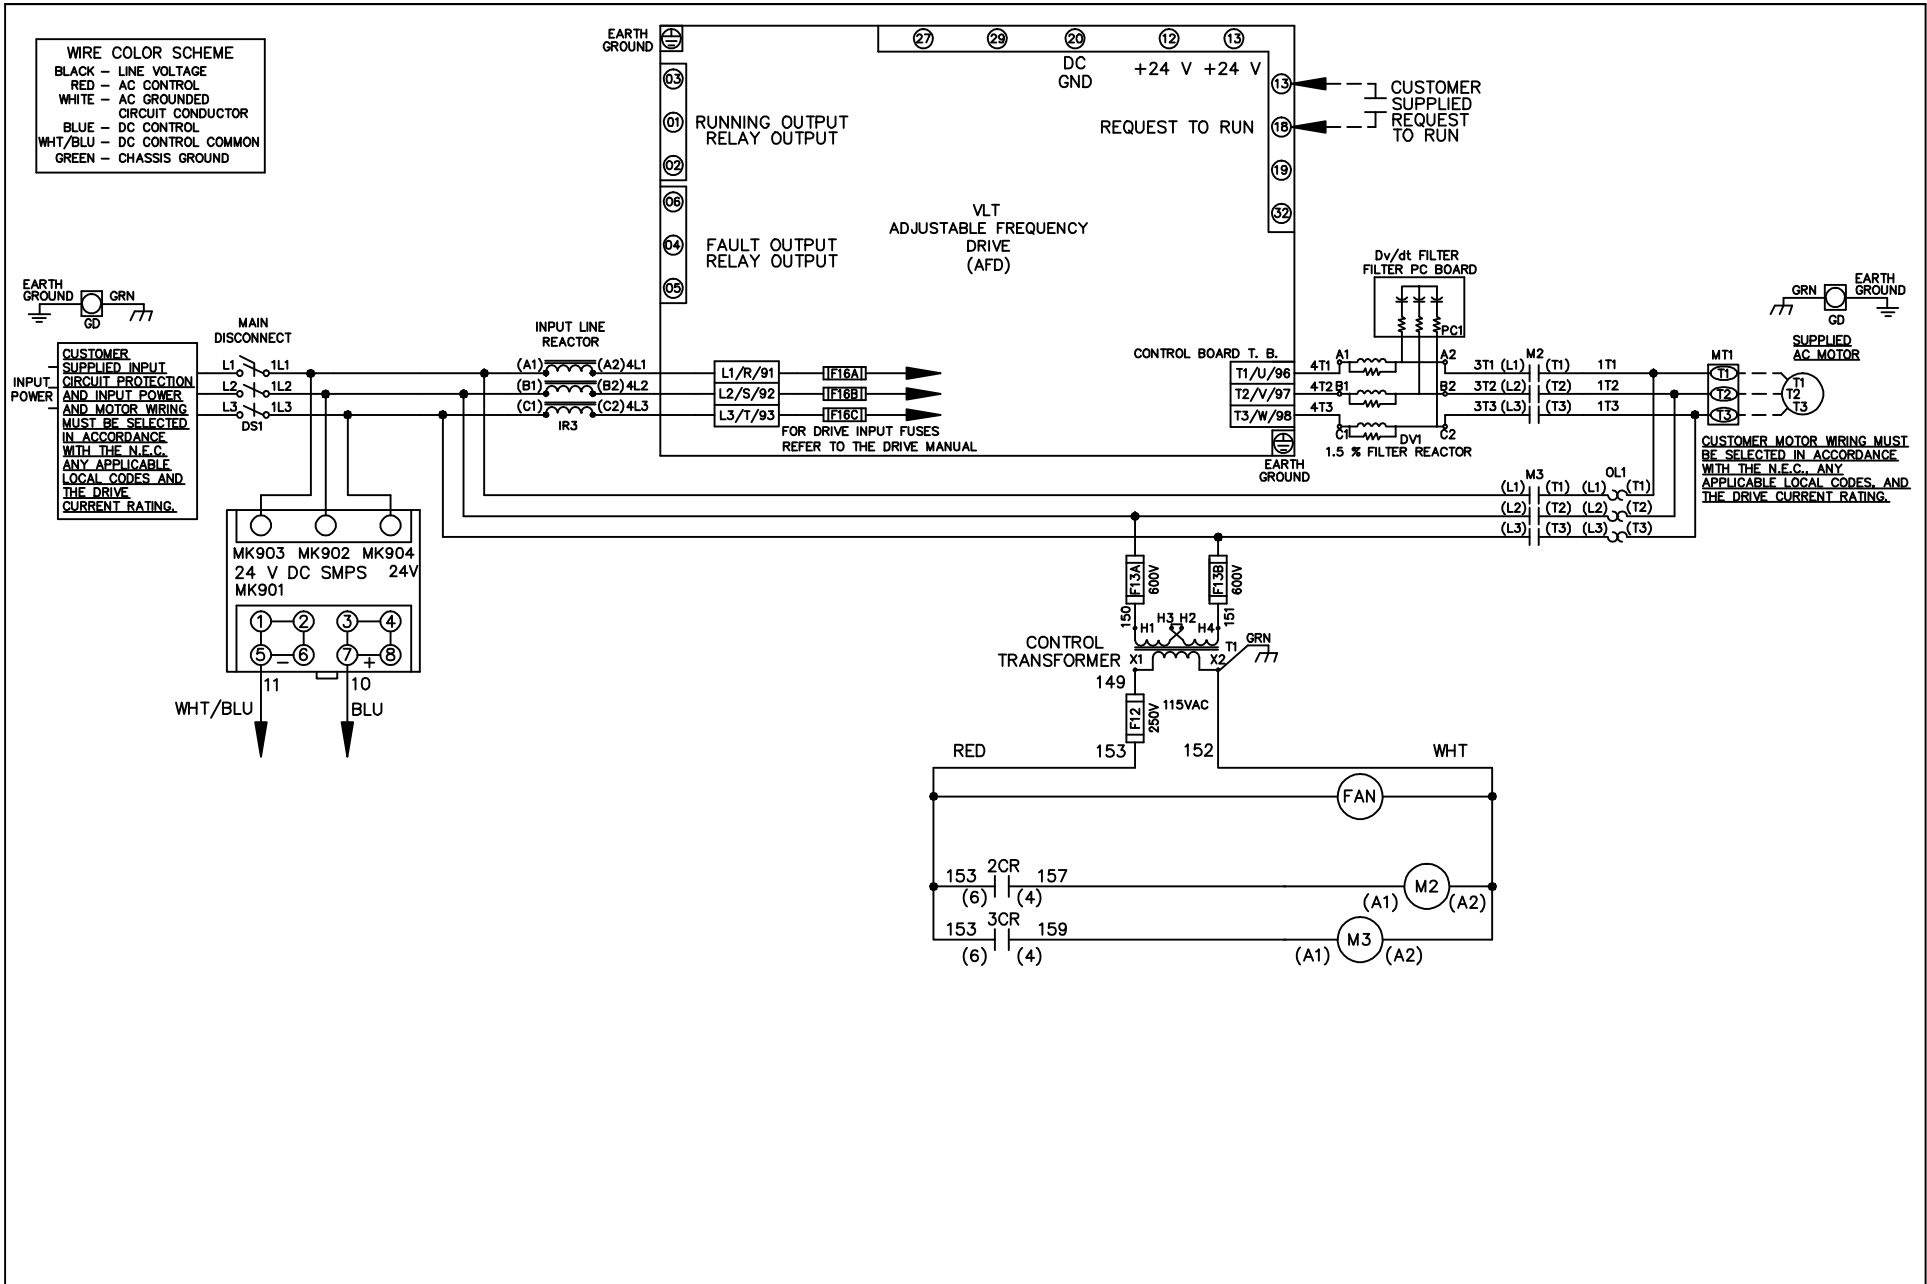 WIRE COLOR SCHEME
BLACK – LINE VOLTAGE
RED – AC CONTROL
WHITE – AC GROUNDED
CIRCUIT CONDUCTOR
BLUE – DC CONTROL
WHT/BLU – DC CONTROL COMMON
GREEN – CHASSIS GROUND
EARTH
GROUND
03
01
02
RUNNING OUTPUT
RELAY OUTPUT
06
04
05
FAULT OUTPUT
RELAY OUTPUT
27 29 20 12 13
DC
GND
+24 V +24 V
13
REQUEST TO RUN 18
19
32
CUSTOMER
SUPPLIED
REQUEST
TO RUN
VLT
ADJUSTABLE FREQUENCY
DRIVE
(AFD)
EARTH
GROUND
GRN
GD
INPUT
POWER
CUSTOMER
SUPPLIED INPUT
CIRCUIT PROTECTION
AND INPUT POWER
AND MOTOR WIRING
MUST BE SELECTED
IN ACCORDANCE
WITH THE N.E.C.
ANY APPLICABLE
LOCAL CODES AND
THE DRIVE
CURRENT RATING.
MAIN
DISCONNECT
L1 1L1
L2 1L2
L3 1L3
DS1
INPUT LINE
REACTOR
(A1) (A2) 4L1
(B1) (B2) 4L2
(C1) (C2) 4L3
IR3
L1/R/91 F16A
L2/S/92 F16B
L3/T/93 F16C
FOR DRIVE INPUT FUSES
REFER TO THE DRIVE MANUAL
CONTROL BOARD T. B.
T1/U/96
T2/V/97
T3/W/98
EARTH
GROUND
Dv/dt FILTER
FILTER PC BOARD
PC1
4T1 A1 A2 3T1 (L1) M2 (T1) 1T1
4T2 B1 B2 3T2 (L2) (T2) 1T2
4T3 C1 C2 3T3 (L3) (T3) 1T3
DV1
1.5 % FILTER REACTOR
GRN
EARTH
GROUND
GD
SUPPLIED
AC MOTOR
MT1
T1
T2
T3
T1
T2
T3
CUSTOMER MOTOR WIRING MUST
BE SELECTED IN ACCORDANCE
WITH THE N.E.C., ANY
APPLICABLE LOCAL CODES, AND
THE DRIVE CURRENT RATING.
M3 OL1
(L1) (T1) (L1) (T1)
(L2) (T2) (L2) (T2)
(L3) (T3) (L3) (T3)
MK903 MK902 MK904
24 V DC SMPS 24V
MK901
1 2 3 4
5 – 6 7 + 8
11 10
WHT/BLU BLU
F13A
600V
F13B
600V
150
151
H1 H3 H2 H4
CONTROL
TRANSFORMER
X1 X2 T1
GRN
149
F12
250V
115VAC
RED 153 152 WHT
FAN
2CR
153 157
(6) (4)
M2
(A1) (A2)
3CR
153 159
(6) (4)
M3
(A1) (A2)